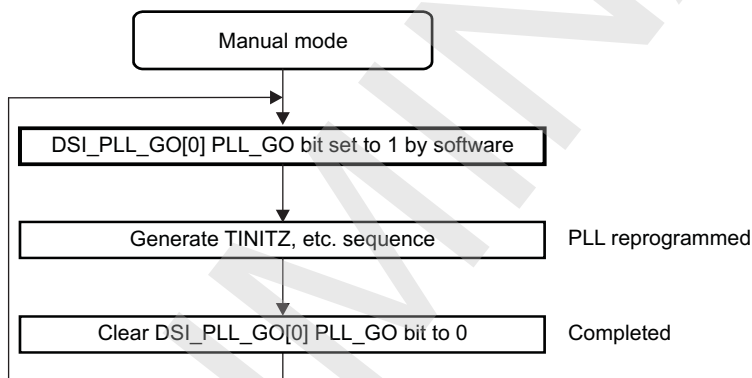 Manual mode
DSI_PLL_GO[0] PLL_GO bit set to 1 by software
Generate TINITZ, etc. sequence
PLL reprogrammed
Clear DSI_PLL_GO[0] PLL_GO bit to 0
Completed